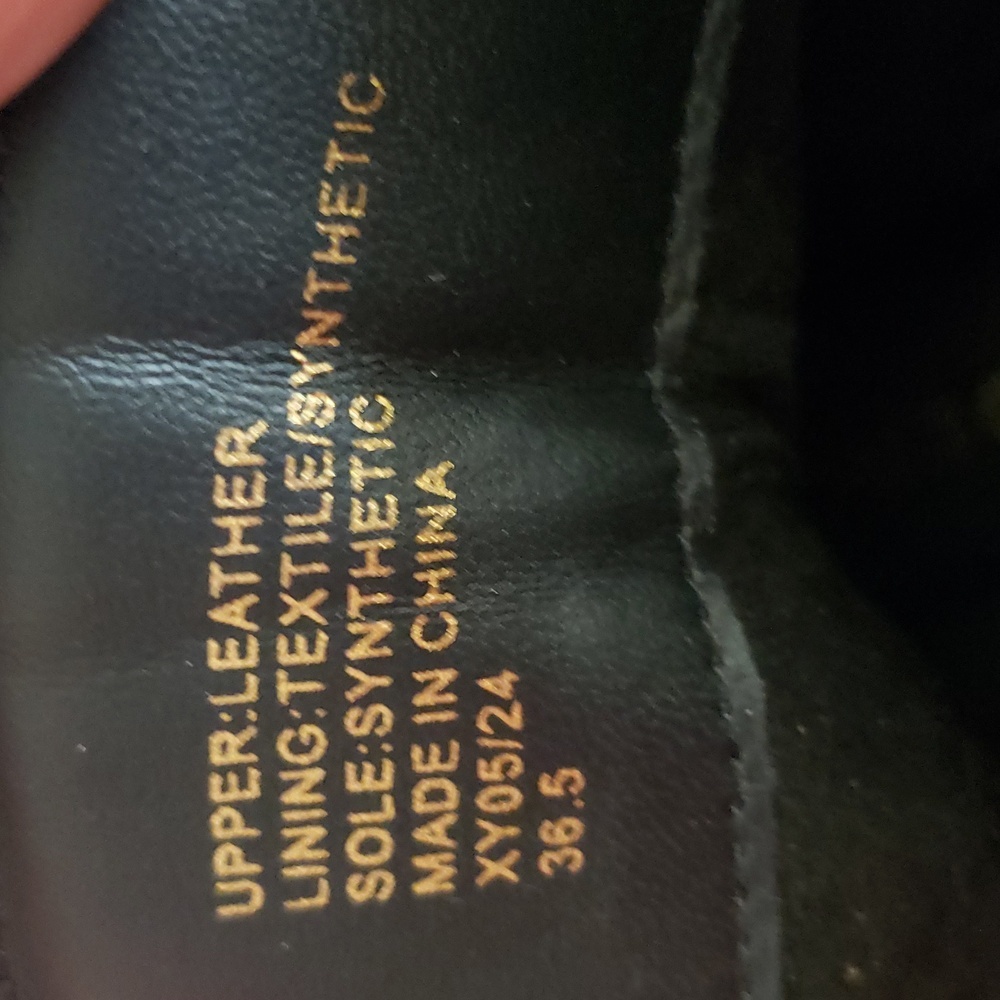 UPPER:LEATHER
LINING:TEXTILE/SYNTHETIC
SOLE:SYNTHETIC
MADE IN CHINA
XY05/24
36.5